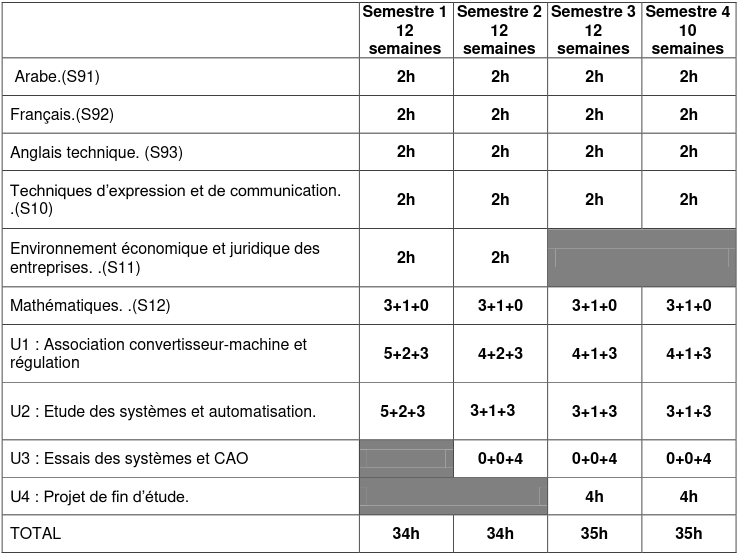 Semestre 1 Semestre 2 Semestre 3 Semestre 4
12 12 12 10
semaines semaines semaines semaines
Arabe.(S91) 2h 2h 2h 2h
Français.(S92) 2h 2h 2h 2h
Anglais technique. (S93) 2h 2h 2h 2h
Techniques d’expression et de communication.
.(S10) 2h 2h 2h 2h
Environnement économique et juridique des
entreprises. .(S11) 2h 2h
Mathématiques. .(S12) 3+1+0 3+1+0 3+1+0 3+1+0
U1 : Association convertisseur-machine et
régulation 5+2+3 4+2+3 4+1+3 4+1+3
U2 : Etude des systèmes et automatisation. 5+2+3 3+1+3 3+1+3 3+1+3
U3 : Essais des systèmes et CAO 0+0+4 0+0+4 0+0+4
U4 : Projet de fin d’étude. 4h 4h
TOTAL 34h 34h 35h 35h